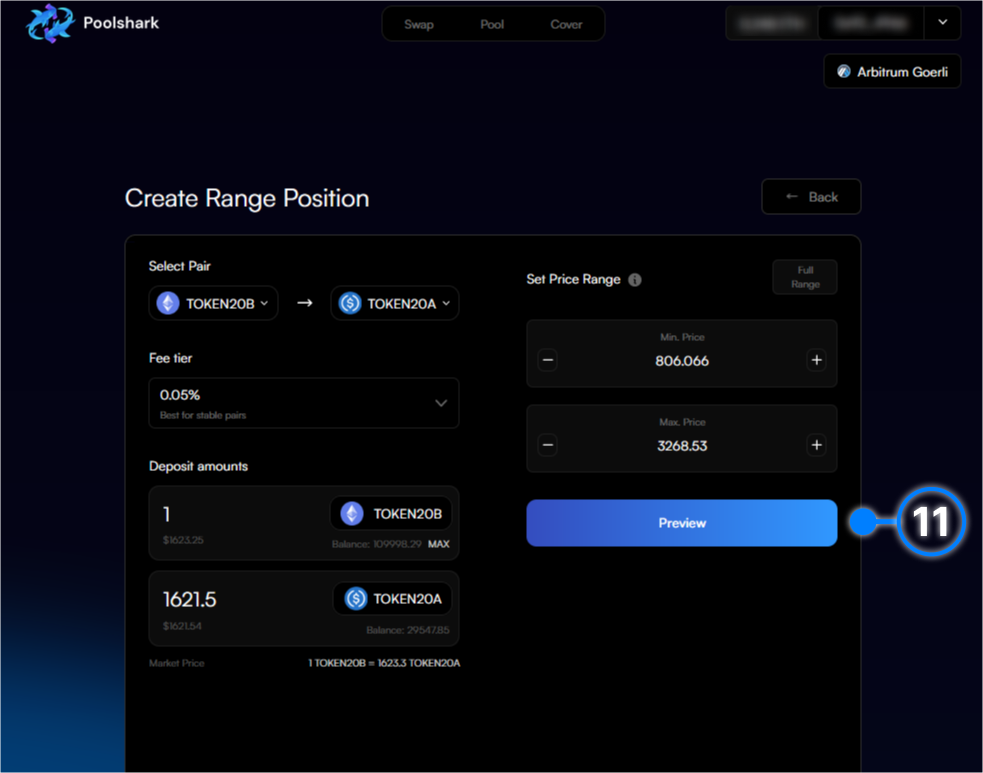 Poolshark
Swap Pool Cover
Arbitrum Goerli
Create Range Position
← Back
Select Pair
TOKEN20B → TOKEN20A
Fee tier
0.05%
Best for stable pairs
Deposit amounts
1 TOKEN20B
$1623.25 Balance: 109998.29 MAX
1621.5 TOKEN20A
$1621.54 Balance: 29547.85
Market Price 1 TOKEN20B = 1623.3 TOKEN20A
Set Price Range
Full
Range
Min. Price
− 806.066 +
Max. Price
− 3268.53 +
Preview
11